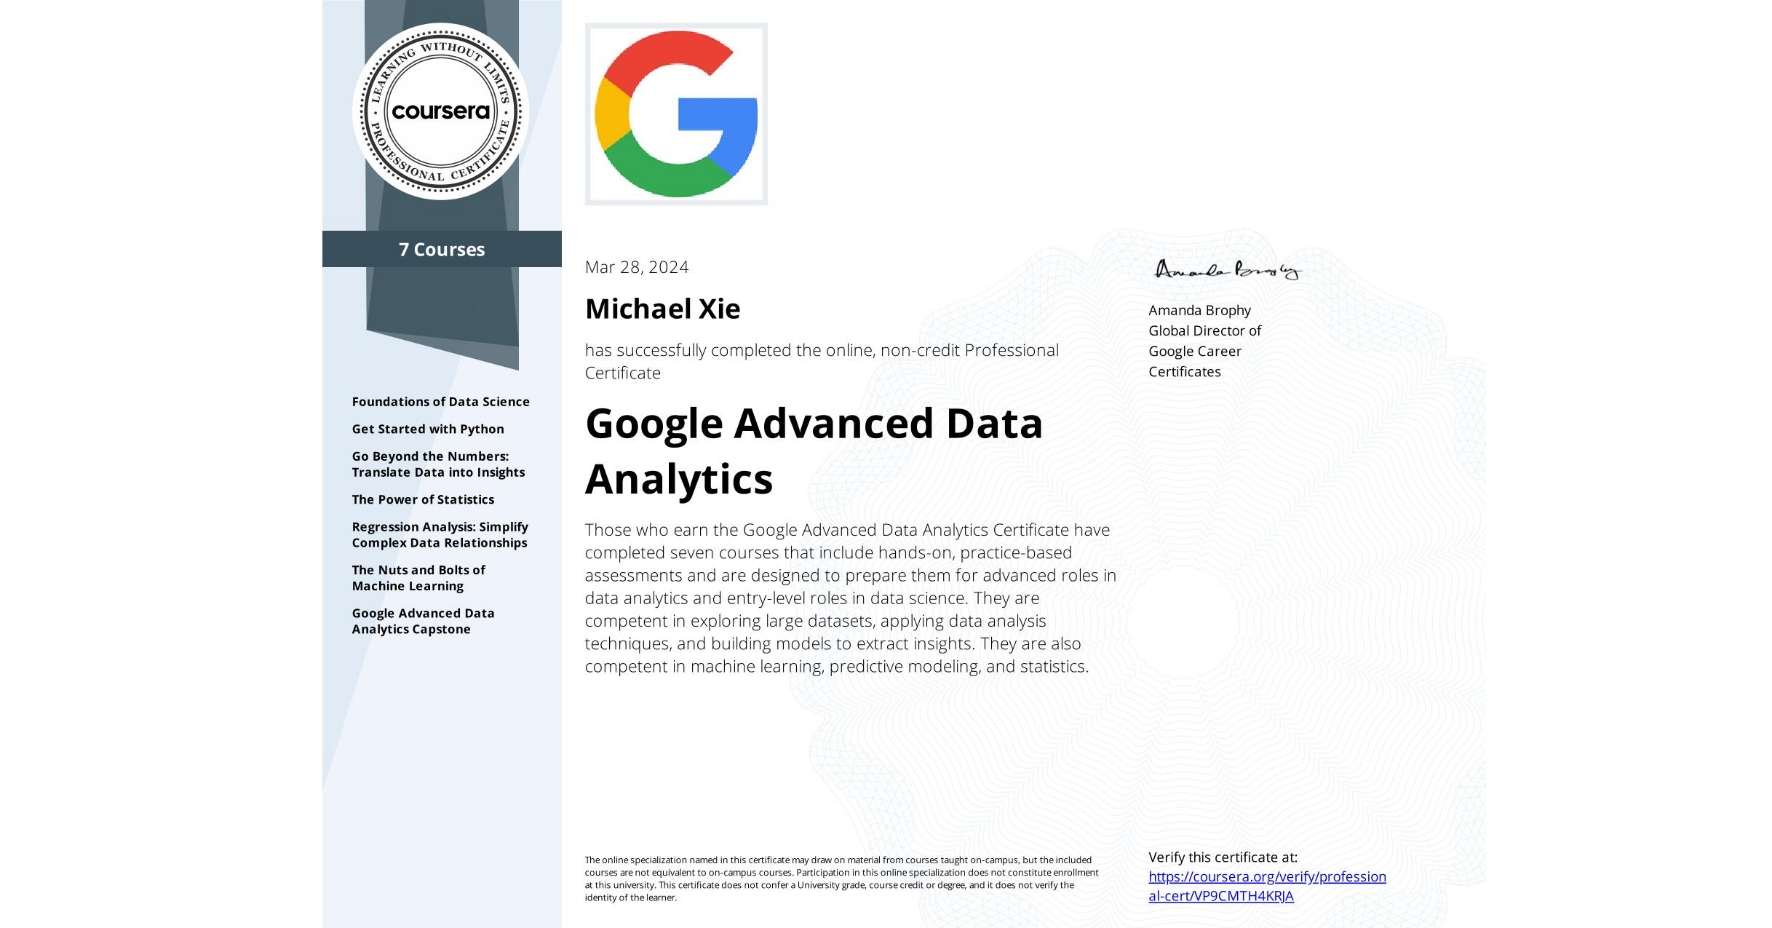 LEARNING WITHOUT LIMITS
coursera
PROFESSIONAL CERTIFICATE
7 Courses
Foundations of Data Science
Get Started with Python
Go Beyond the Numbers:
Translate Data into Insights
The Power of Statistics
Regression Analysis: Simplify
Complex Data Relationships
The Nuts and Bolts of
Machine Learning
Google Advanced Data
Analytics Capstone
G
Mar 28, 2024
Michael Xie
has successfully completed the online, non-credit Professional
Certificate
Google Advanced Data
Analytics
Those who earn the Google Advanced Data Analytics Certificate have
completed seven courses that include hands-on, practice-based
assessments and are designed to prepare them for advanced roles in
data analytics and entry-level roles in data science. They are
competent in exploring large datasets, applying data analysis
techniques, and building models to extract insights. They are also
competent in machine learning, predictive modeling, and statistics.
Amanda Brophy
Amanda Brophy
Global Director of
Google Career
Certificates
The online specialization named in this certificate may draw on material from courses taught on-campus, but the included
courses are not equivalent to on-campus courses. Participation in this online specialization does not constitute enrollment
at this university. This certificate does not confer a University grade, course credit or degree, and it does not verify the
identity of the learner.
Verify this certificate at:
https://coursera.org/verify/profession
al-cert/VP9CMTH4KRJA